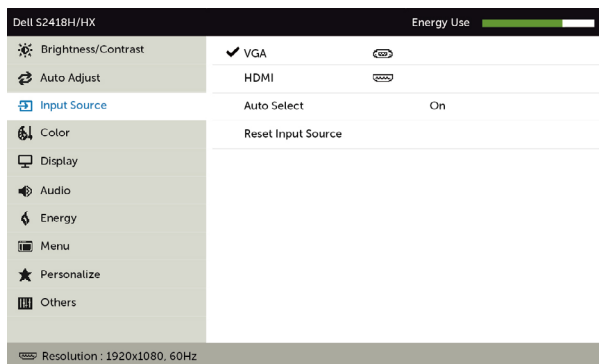 Dell S2418H/HX Energy Use
Brightness/Contrast
Auto Adjust
Input Source
Color
Display
Audio
Energy
Menu
Personalize
Others
VGA
HDMI
Auto Select On
Reset Input Source
Resolution : 1920x1080, 60Hz